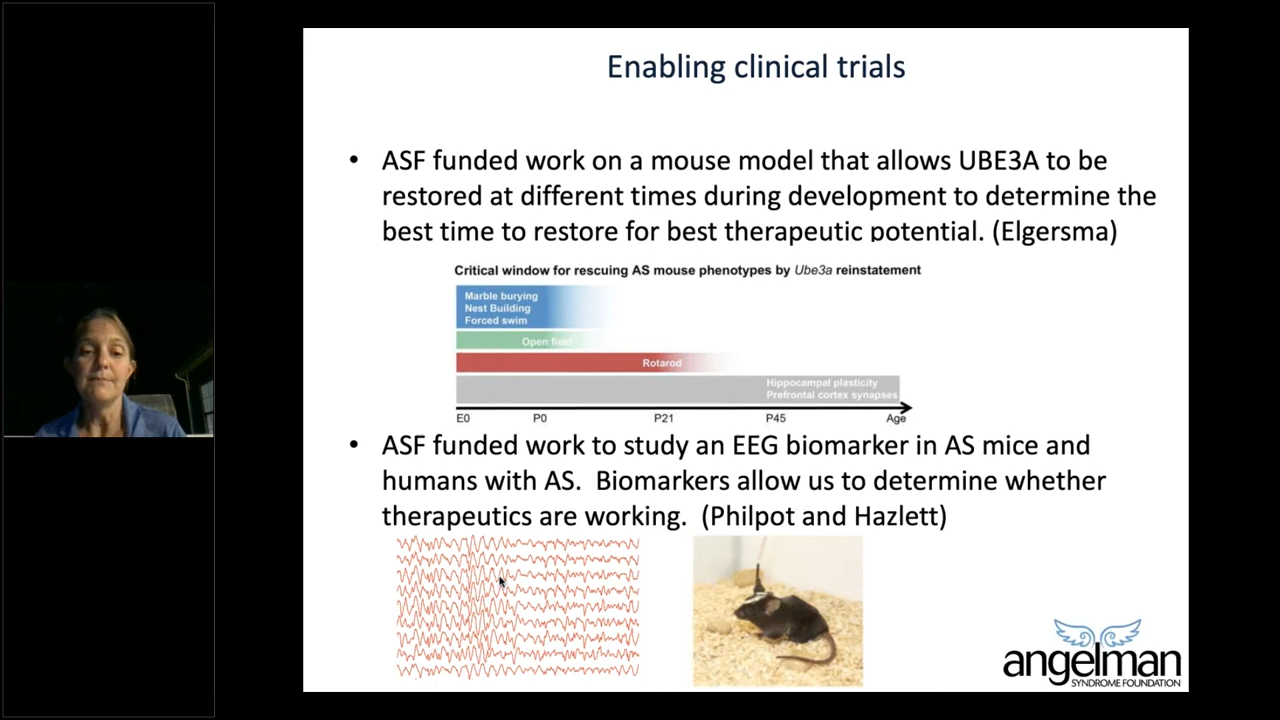 Enabling clinical trials
• ASF funded work on a mouse model that allows UBE3A to be
restored at different times during development to determine the
best time to restore for best therapeutic potential. (Elgersma)
Critical window for rescuing AS mouse phenotypes by Ube3a reinstatement
Marble burying
Nest Building
Forced swim
Open field
Rotarod
Hippocampal plasticity
Prefrontal cortex synapses
E0 P0 P21 P45 Age
• ASF funded work to study an EEG biomarker in AS mice and
humans with AS. Biomarkers allow us to determine whether
therapeutics are working. (Philpot and Hazlett)
angelman
SYNDROME FOUNDATION